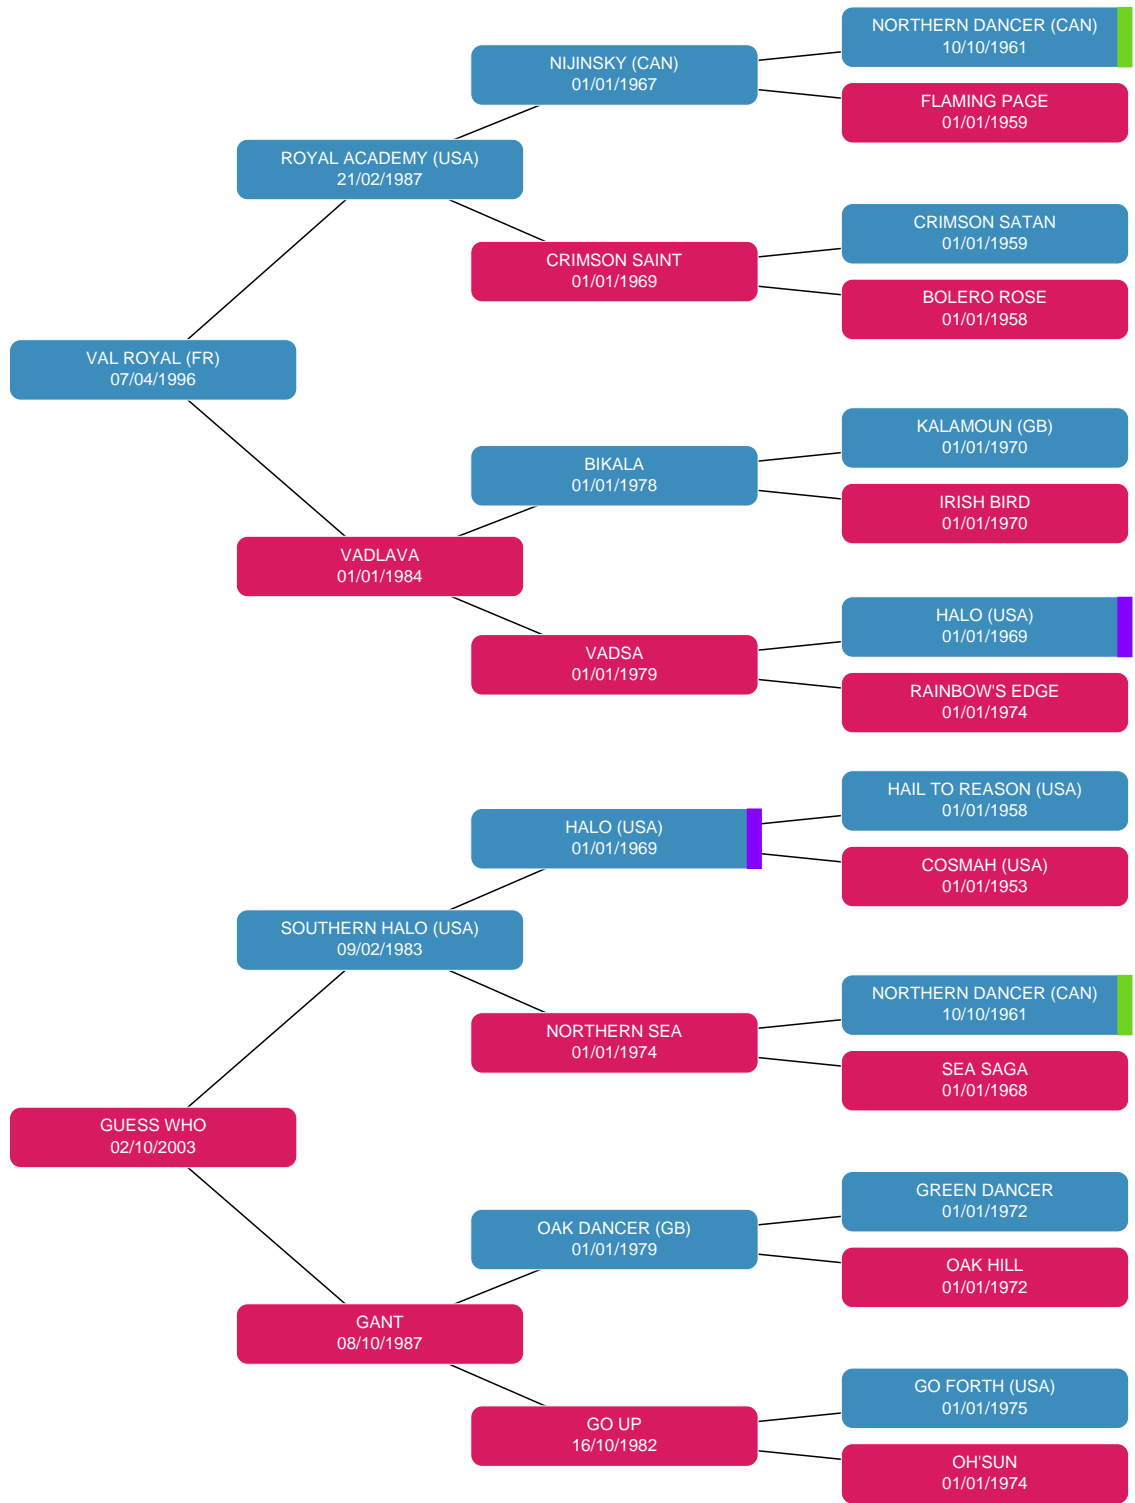 NORTHERN DANCER (CAN)
10/10/1961
NIJINSKY (CAN)
01/01/1967
FLAMING PAGE
01/01/1959
ROYAL ACADEMY (USA)
21/02/1987
CRIMSON SATAN
01/01/1959
CRIMSON SAINT
01/01/1969
BOLERO ROSE
01/01/1958
VAL ROYAL (FR)
07/04/1996
KALAMOUN (GB)
01/01/1970
BIKALA
01/01/1978
IRISH BIRD
01/01/1970
VADLAVA
01/01/1984
HALO (USA)
01/01/1969
VADSA
01/01/1979
RAINBOW'S EDGE
01/01/1974
HAIL TO REASON (USA)
01/01/1958
HALO (USA)
01/01/1969
COSMAH (USA)
01/01/1953
SOUTHERN HALO (USA)
09/02/1983
NORTHERN DANCER (CAN)
10/10/1961
NORTHERN SEA
01/01/1974
SEA SAGA
01/01/1968
GUESS WHO
02/10/2003
GREEN DANCER
01/01/1972
OAK DANCER (GB)
01/01/1979
OAK HILL
01/01/1972
GANT
08/10/1987
GO FORTH (USA)
01/01/1975
GO UP
16/10/1982
OH'SUN
01/01/1974